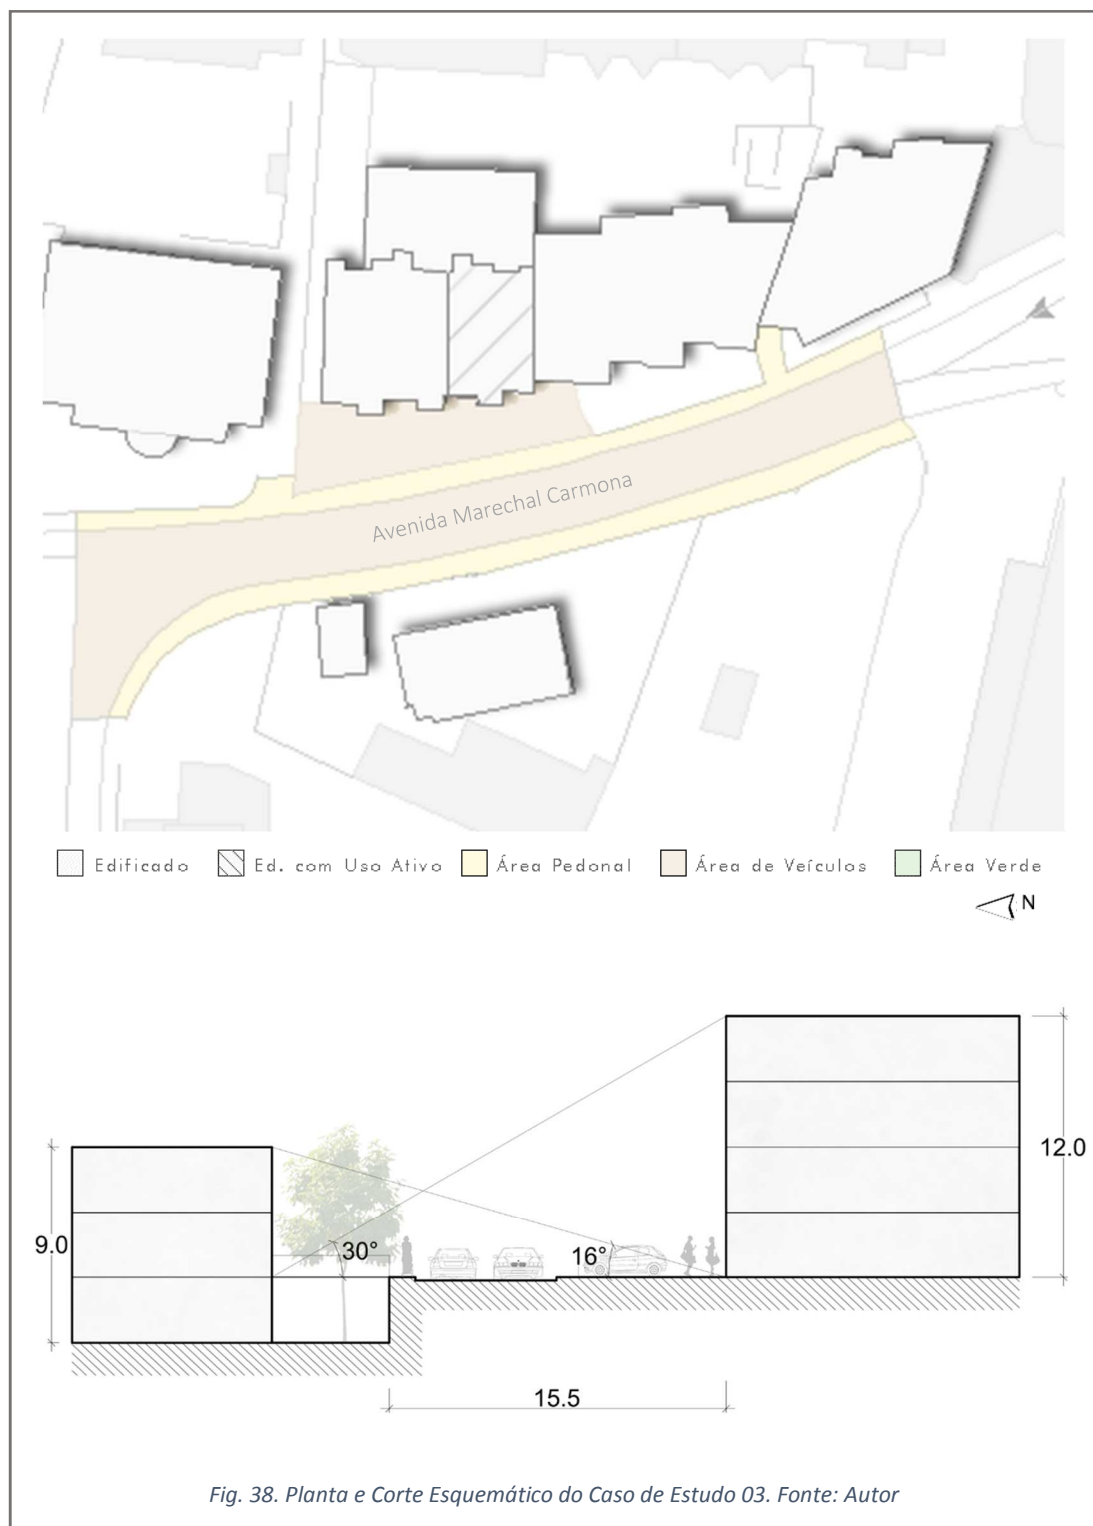 Avenida Marechal Carmona
Edificado Ed. com Uso Ativo Área Pedonal Área de Veículos Área Verde
N
12.0
9.0
30°
16°
15.5
Fig. 38. Planta e Corte Esquemático do Caso de Estudo 03. Fonte: Autor